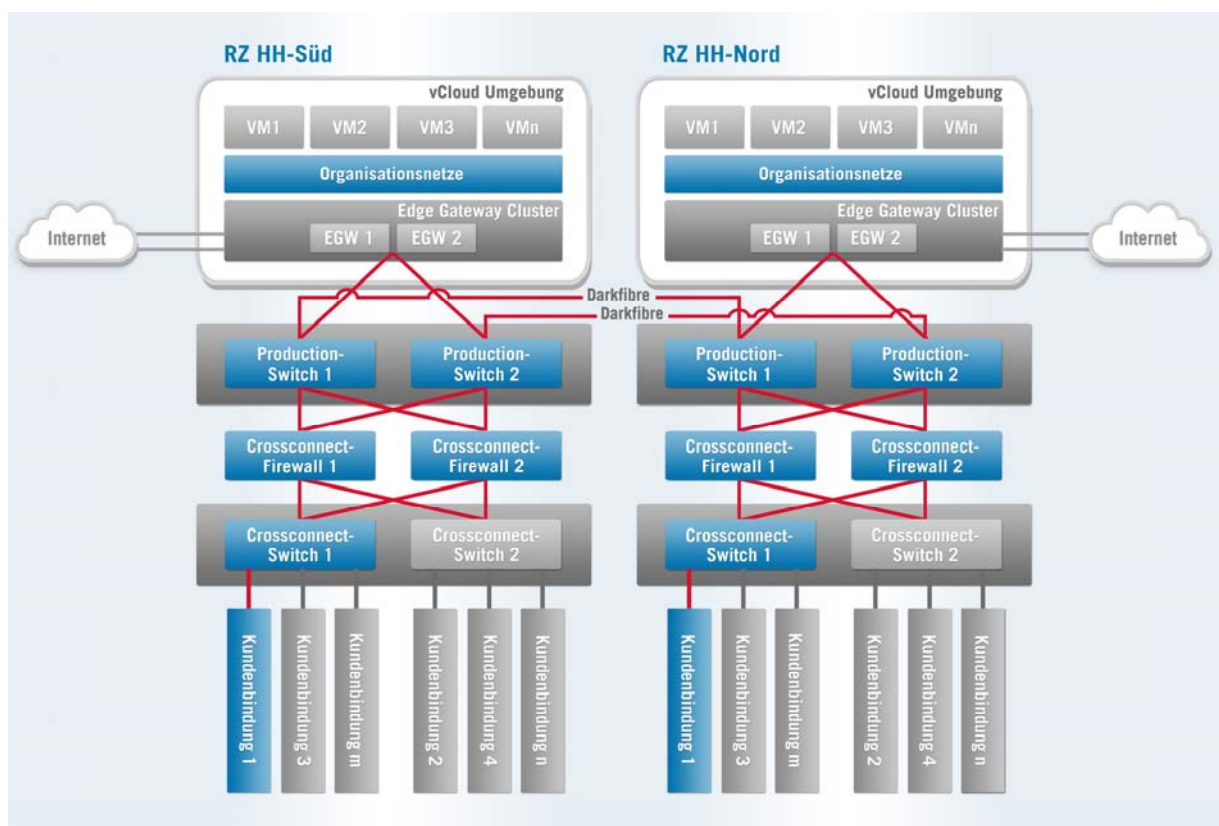 RZ HH-Süd
vCloud Umgebung
VM1
VM2
VM3
VMn
Organisationsnetze
Edge Gateway Cluster
EGW 1
EGW 2
Internet
RZ HH-Nord
vCloud Umgebung
VM1
VM2
VM3
VMn
Organisationsnetze
Edge Gateway Cluster
EGW 1
EGW 2
Internet
Darkfibre
Darkfibre
Production-
Switch 1
Production-
Switch 2
Production-
Switch 1
Production-
Switch 2
Crossconnect-
Firewall 1
Crossconnect-
Firewall 2
Crossconnect-
Firewall 1
Crossconnect-
Firewall 2
Crossconnect-
Switch 1
Crossconnect-
Switch 2
Crossconnect-
Switch 1
Crossconnect-
Switch 2
Kundenbindung 1
Kundenbindung 3
Kundenbindung m
Kundenbindung 2
Kundenbindung 4
Kundenbindung n
Kundenbindung 1
Kundenbindung 3
Kundenbindung m
Kundenbindung 2
Kundenbindung 4
Kundenbindung n